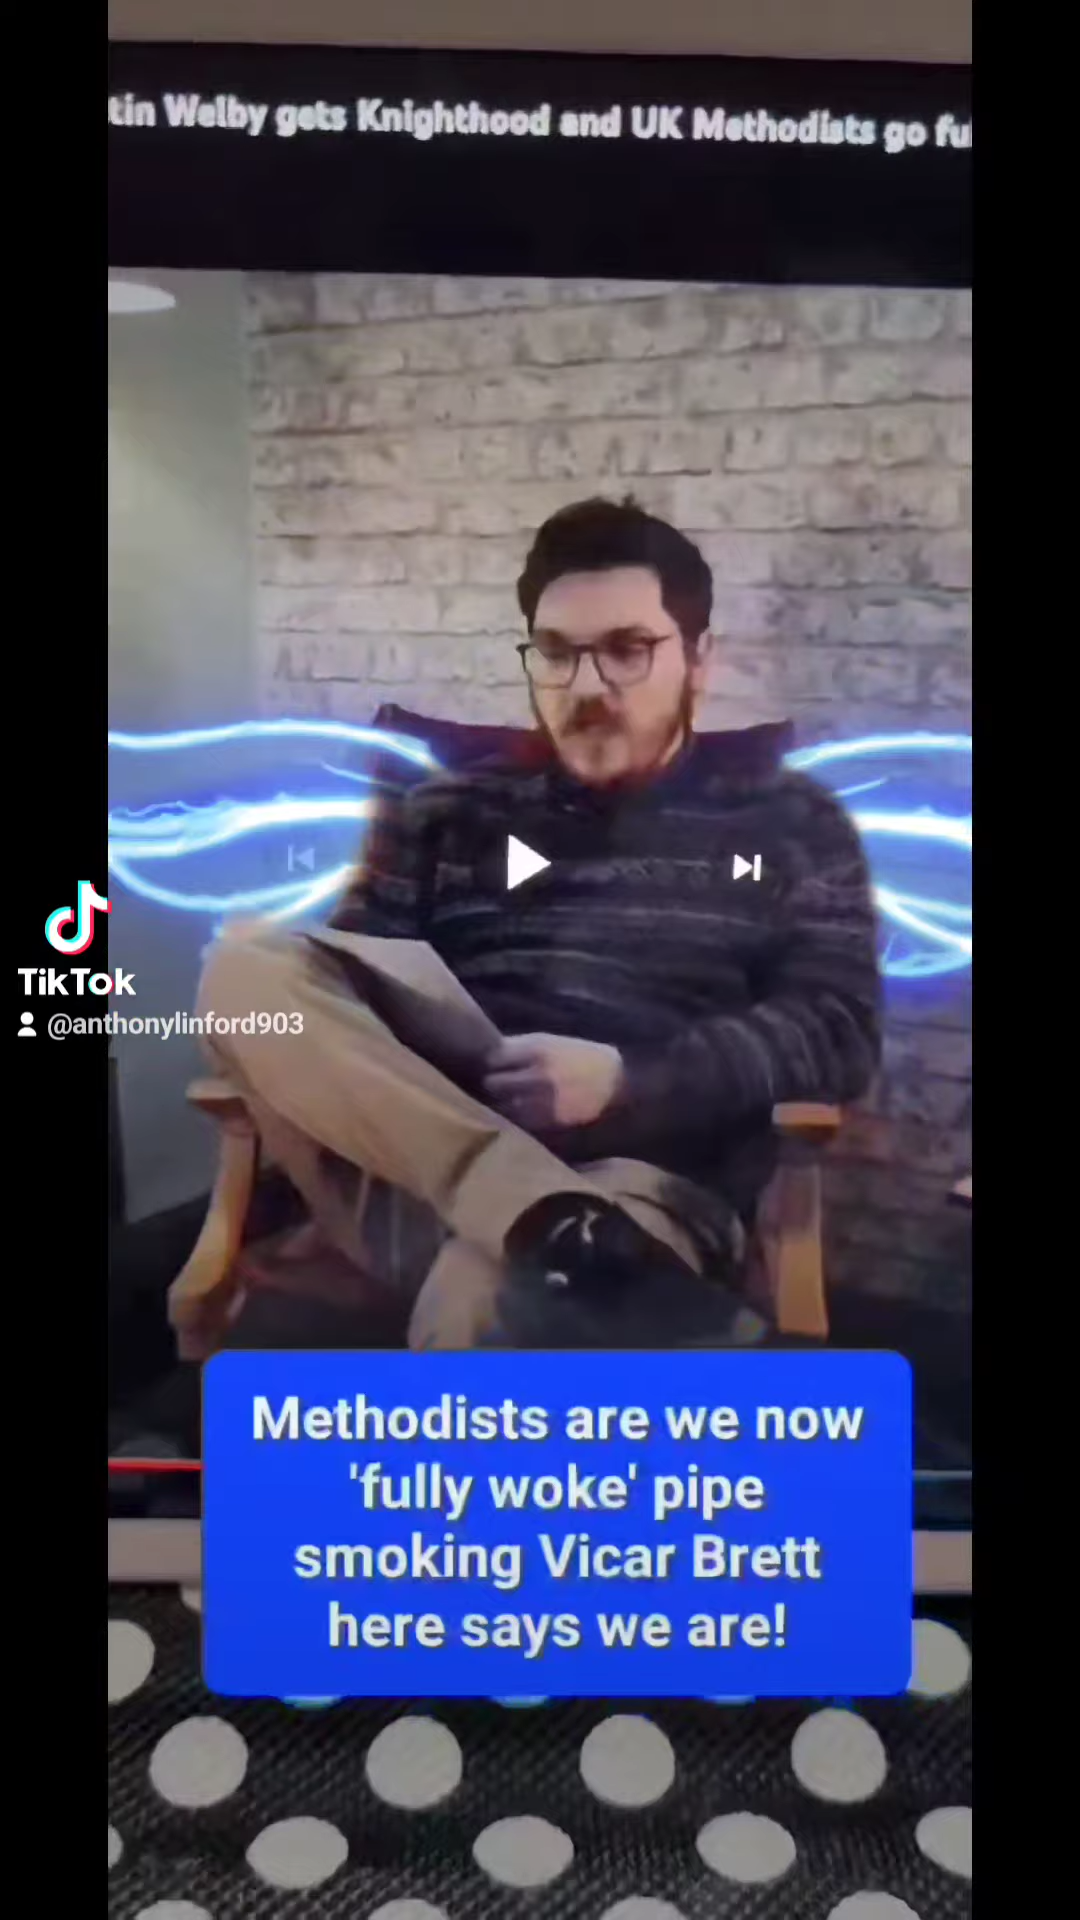 tin Welby gets Knighthood and UK Methodists go fu
TikTok
@anthonylinford903
Methodists are we now
'fully woke' pipe
smoking Vicar Brett
here says we are!